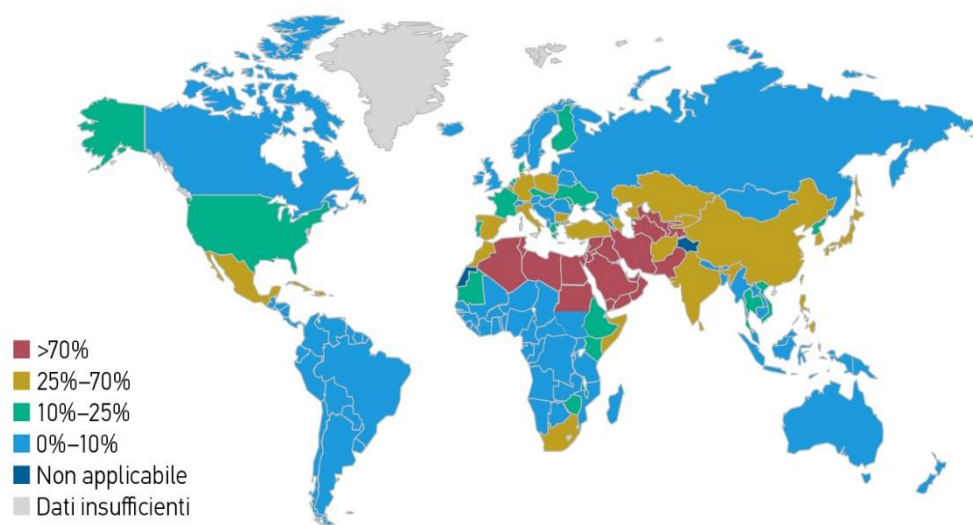 >70%
25%–70%
10%–25%
0%–10%
Non applicabile
Dati insufficienti